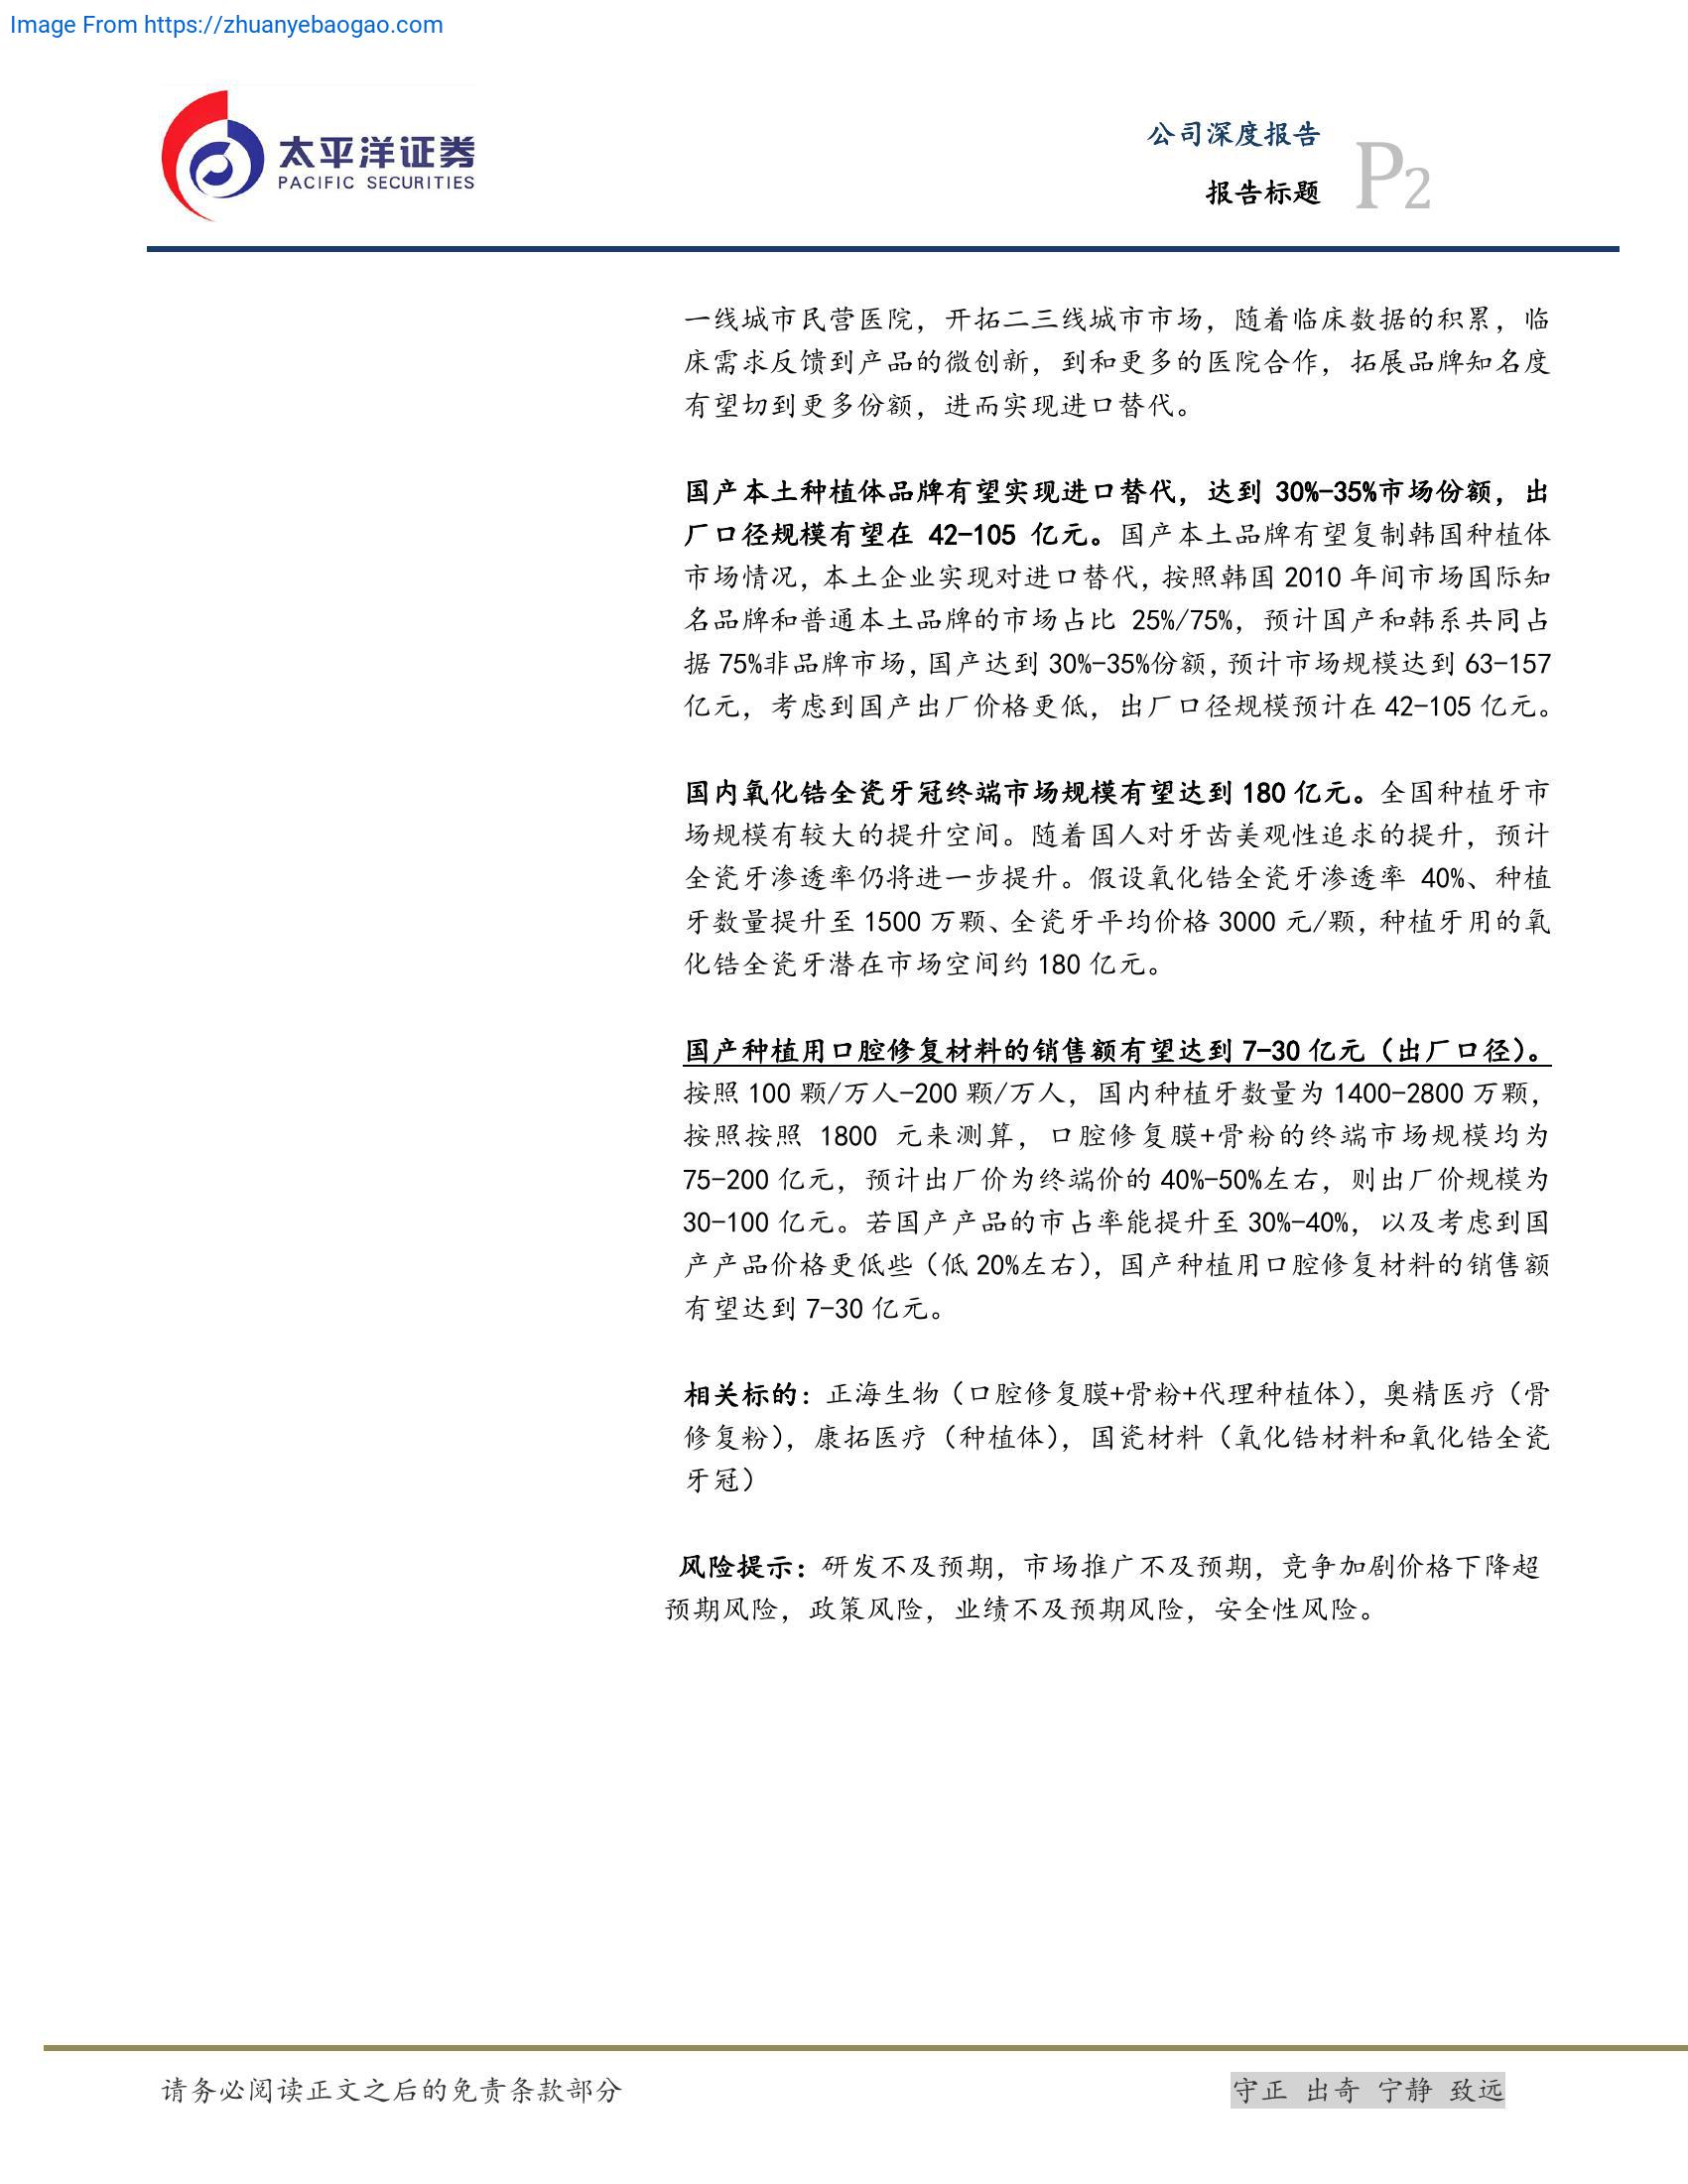 Image From https://zhuanyebaogao.com
太平洋证券
PACIFIC SECURITIES
公司深度报告
报告标题
P2
一线城市民营医院，开拓二三线城市市场，随着临床数据的积累，临
床需求反馈到产品的微创新，到和更多的医院合作，拓展品牌知名度
有望切到更多份额，进而实现进口替代。
国产本土种植体品牌有望实现进口替代，达到 30%-35%市场份额，出
厂口径规模有望在 42-105 亿元。国产本土品牌有望复制韩国种植体
市场情况，本土企业实现对进口替代，按照韩国 2010 年间市场国际知
名品牌和普通本土品牌的市场占比 25%/75%，预计国产和韩系共同占
据 75%非品牌市场，国产达到 30%-35%份额，预计市场规模达到 63-157
亿元，考虑到国产出厂价格更低，出厂口径规模预计在 42-105 亿元。
国内氧化锆全瓷牙冠终端市场规模有望达到 180 亿元。全国种植牙市
场规模有较大的提升空间。随着国人对牙齿美观性追求的提升，预计
全瓷牙渗透率仍将进一步提升。假设氧化锆全瓷牙渗透率 40%、种植
牙数量提升至 1500 万颗、全瓷牙平均价格 3000 元/颗，种植牙用的氧
化锆全瓷牙潜在市场空间约 180 亿元。
国产种植用口腔修复材料的销售额有望达到 7-30 亿元（出厂口径）。
按照 100 颗/万人-200 颗/万人，国内种植牙数量为 1400-2800 万颗，
按照按照 1800 元来测算，口腔修复膜+骨粉的终端市场规模均为
75-200 亿元，预计出厂价为终端价的 40%-50%左右，则出厂价规模为
30-100 亿元。若国产产品的市占率能提升至 30%-40%，以及考虑到国
产产品价格更低些（低 20%左右），国产种植用口腔修复材料的销售额
有望达到 7-30 亿元。
相关标的：正海生物（口腔修复膜+骨粉+代理种植体），奥精医疗（骨
修复粉），康拓医疗（种植体），国瓷材料（氧化锆材料和氧化锆全瓷
牙冠）
风险提示：研发不及预期，市场推广不及预期，竞争加剧价格下降超
预期风险，政策风险，业绩不及预期风险，安全性风险。
请务必阅读正文之后的免责条款部分
守正 出奇 宁静 致远